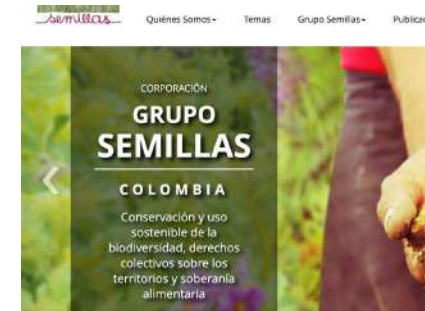 semillas
Quiénes Somos Temas Grupo Semillas
CORPORACIÓN
GRUPO
SEMILLAS
COLOMBIA
Conservación y uso
sostenible de la
biodiversidad, derechos
colectivos sobre los
territorios y soberanía
alimentaria